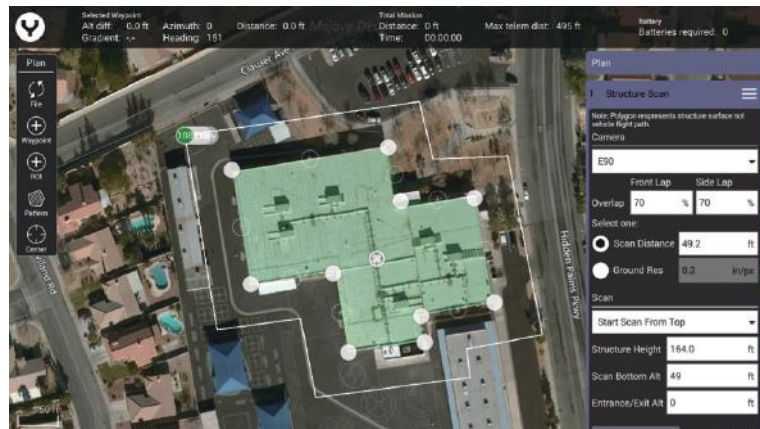 Selected Waypoint
Alt diff: 0.0 ft Azimuth: 0 Distance: 0.0 ft
Gradient: -.- Heading: 151
Total Mission
Distance: 0 ft Max telem dist: 495 ft
Time: 00:00:00
Battery
Batteries required: 0
Plan
File
Waypoint
ROI
Pattern
Center
Clauser Ave
Hidden Palms Pkwy
Plan
Structure Scan
Note: Polygon respresents structure surface not
vehicle flight path.
Camera
E90
Front Lap Side Lap
Overlap 70 % 70 %
Select one:
Scan Distance 49.2 ft
Ground Res 0.2 in/px
Scan
Start Scan From Top
Structure Height 164.0 ft
Scan Bottom Alt 49 ft
Entrance/Exit Alt 0 ft